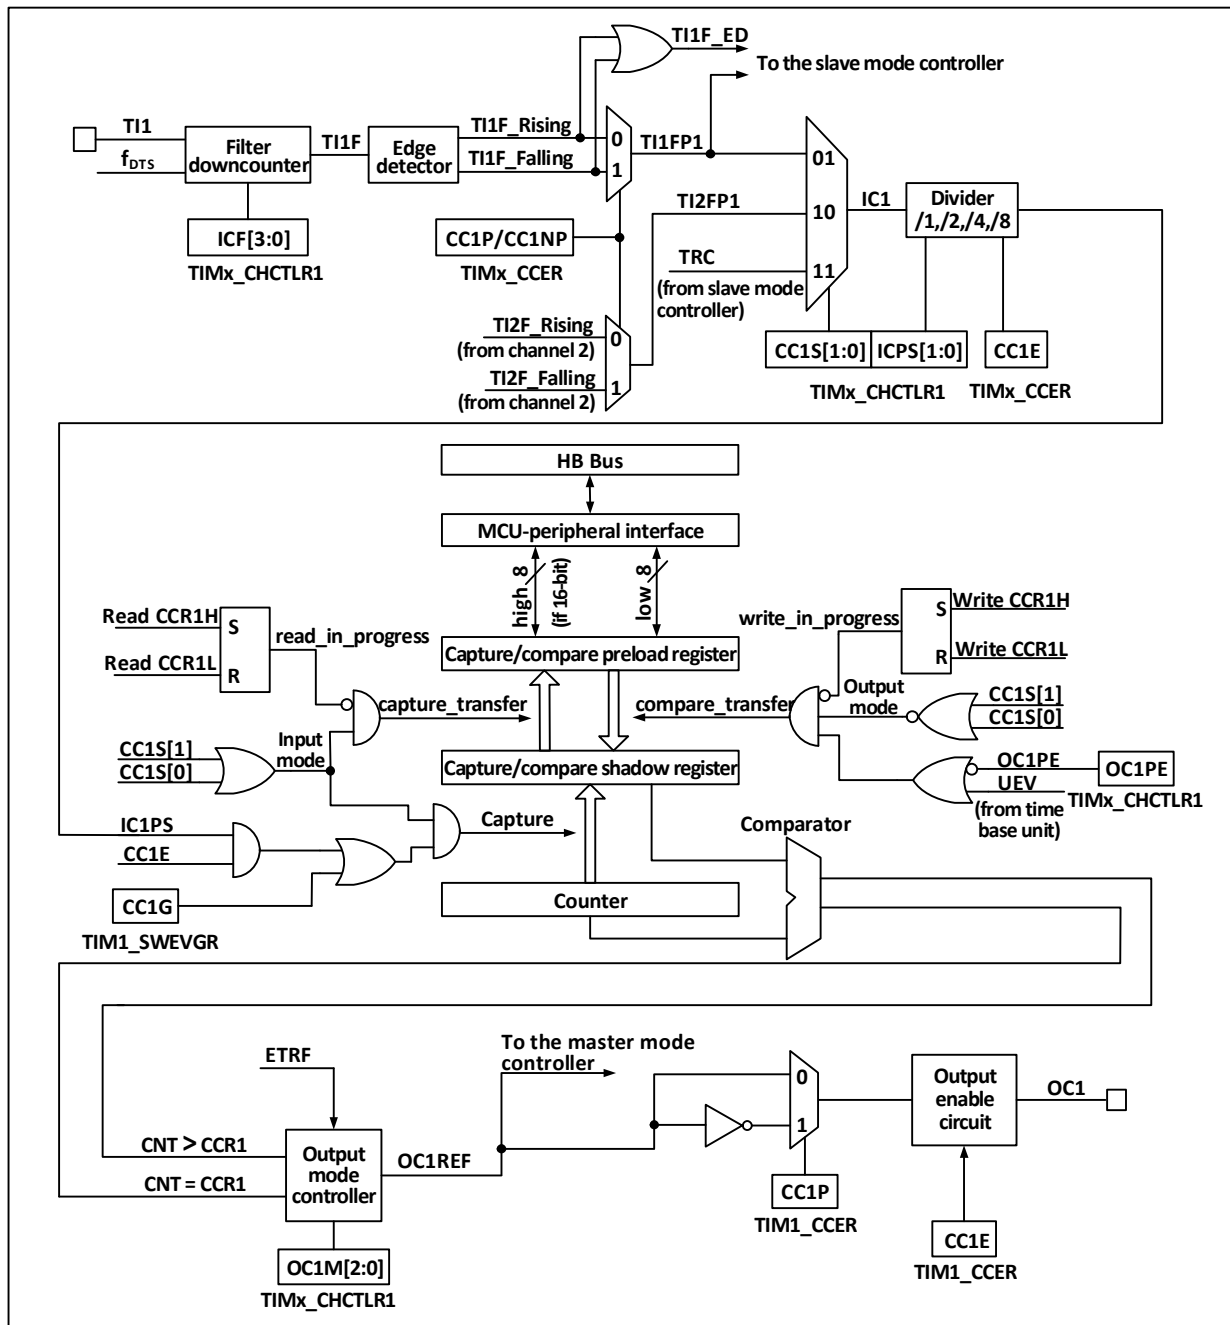 TI1F_ED
To the slave mode controller
TI1
fDTS
Filter
downcounter
TI1F
Edge
detector
TI1F_Rising
TI1F_Falling
0
1
TI1FP1
01
10
11
TI2FP1
TRC
(from slave mode
controller)
IC1
Divider
/1,/2,/4,/8
ICF[3:0]
TIMx_CHCTLR1
CC1P/CC1NP
TIMx_CCER
TI2F_Rising
(from channel 2)
TI2F_Falling
(from channel 2)
0
1
CC1S[1:0]
ICPS[1:0]
TIMx_CHCTLR1
CC1E
TIMx_CCER
HB Bus
MCU-peripheral interface
high
8
(if 16-bit)
low
8
Read CCR1H
Read CCR1L
S
R
read_in_progress
Capture/compare preload register
write_in_progress
S
R
Write CCR1H
Write CCR1L
capture_transfer
compare_transfer
Output
mode
CC1S[1]
CC1S[0]
CC1S[1]
CC1S[0]
Input
mode
Capture/compare shadow register
OC1PE
UEV
(from time
base unit)
OC1PE
TIMx_CHCTLR1
IC1PS
CC1E
CC1G
TIM1_SWEVGR
Capture
Counter
Comparator
ETRF
To the master mode
controller
CNT > CCR1
CNT = CCR1
Output
mode
controller
OC1REF
0
1
Output
enable
circuit
OC1
OC1M[2:0]
TIMx_CHCTLR1
CC1P
TIM1_CCER
CC1E
TIM1_CCER